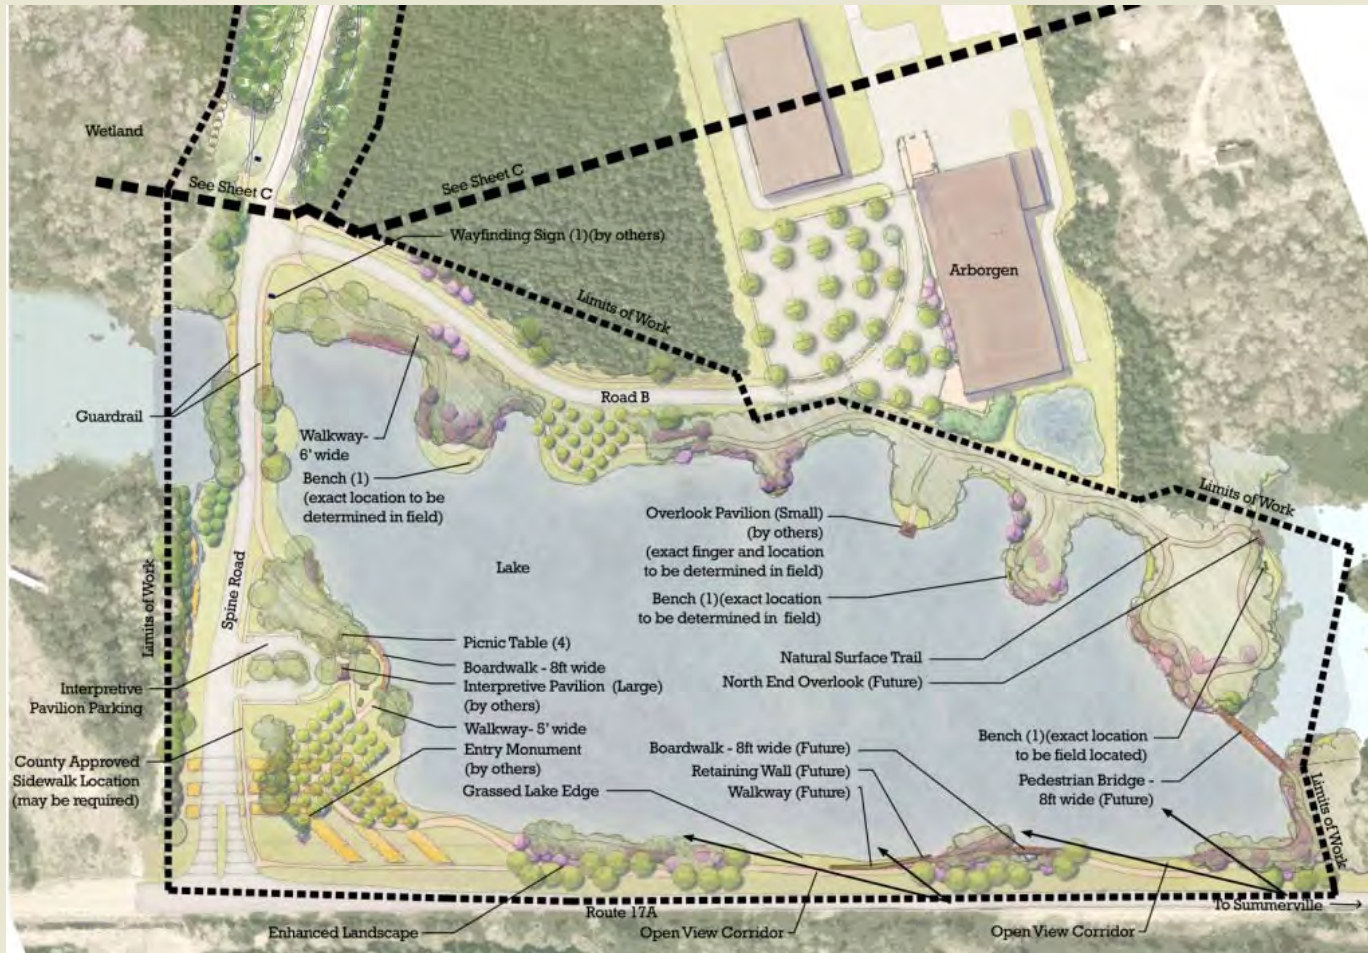 Wetland
See Sheet C
See Sheet C
Wayfinding Sign (1)(by others)
Arborgen
Limits of Work
Road B
Guardrail
Walkway-
6' wide
Bench (1)
(exact location to be
determined in field)
Limits of Work
Overlook Pavilion (Small)
(by others)
(exact finger and location
to be determined in field)
Lake
Bench (1)(exact location
to be determined in field)
Limits of Work
Spine Road
Picnic Table (4)
Boardwalk - 8ft wide
Interpretive Pavilion (Large)
(by others)
Walkway- 5' wide
Entry Monument
(by others)
Grassed Lake Edge
Natural Surface Trail
North End Overlook (Future)
Interpretive
Pavilion Parking
County Approved
Sidewalk Location
(may be required)
Boardwalk - 8ft wide (Future)
Retaining Wall (Future)
Walkway (Future)
Bench (1)(exact location
to be field located)
Pedestrian Bridge -
8ft wide (Future)
Limits of Work
Route 17A
To Summerville
Enhanced Landscape
Open View Corridor
Open View Corridor